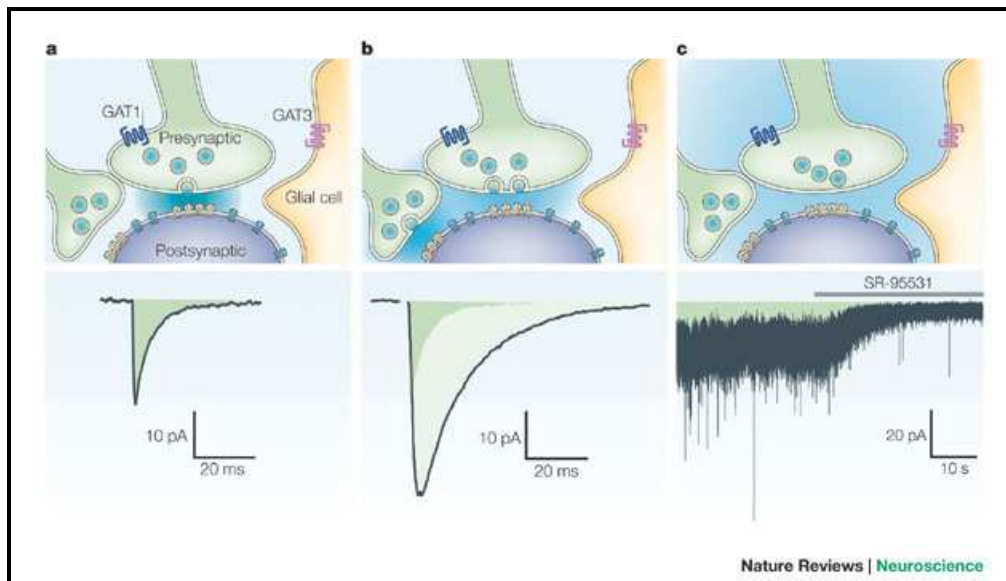 a
b
c
GAT1
GAT3
Presynaptic
Glial cell
Postsynaptic
SR-95531
10 pA
20 ms
10 pA
20 ms
20 pA
10 s
Nature Reviews | Neuroscience